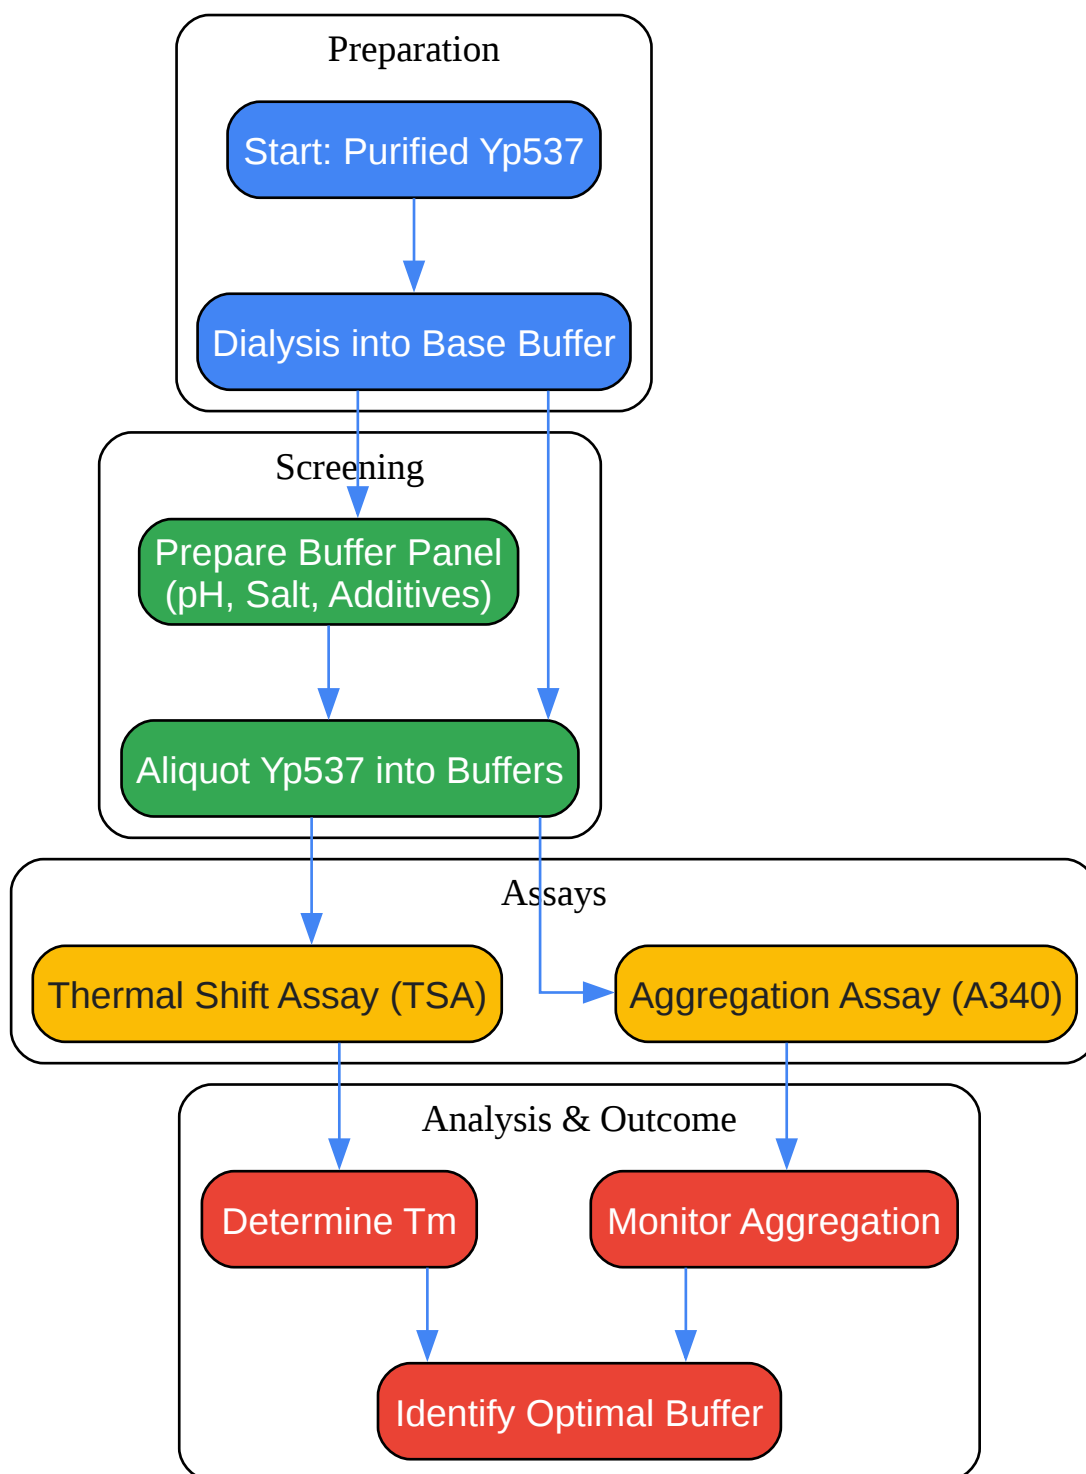 Preparation
Start: Purified Yp537
Dialysis into Base Buffer
Screening
Prepare Buffer Panel
(pH, Salt, Additives)
Aliquot Yp537 into Buffers
Assays
Thermal Shift Assay (TSA)
Aggregation Assay (A340)
Analysis & Outcome
Determine Tm
Monitor Aggregation
Identify Optimal Buffer